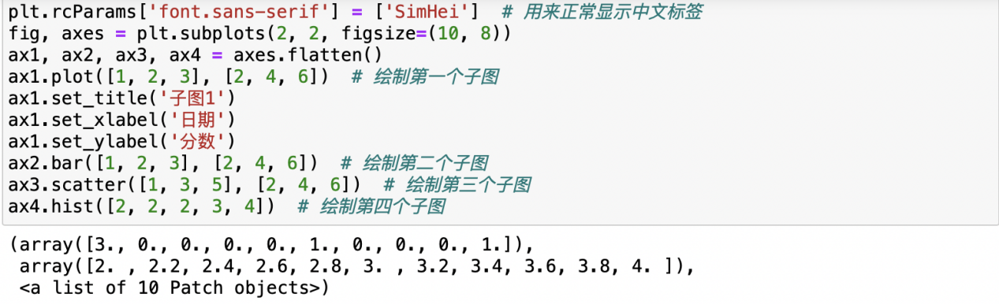 plt.rcParams['font.sans-serif'] = ['SimHei']  # 用来正常显示中文标签
fig, axes = plt.subplots(2, 2, figsize=(10, 8))
ax1, ax2, ax3, ax4 = axes.flatten()
ax1.plot([1, 2, 3], [2, 4, 6])  # 绘制第一个子图
ax1.set_title('子图1')
ax1.set_xlabel('日期')
ax1.set_ylabel('分数')
ax2.bar([1, 2, 3], [2, 4, 6])  # 绘制第二个子图
ax3.scatter([1, 3, 5], [2, 4, 6])  # 绘制第三个子图
ax4.hist([2, 2, 2, 3, 4])  # 绘制第四个子图
(array([3., 0., 0., 0., 0., 1., 0., 0., 0., 1.]),
 array([2. , 2.2, 2.4, 2.6, 2.8, 3. , 3.2, 3.4, 3.6, 3.8, 4. ]),
 <a list of 10 Patch objects>)